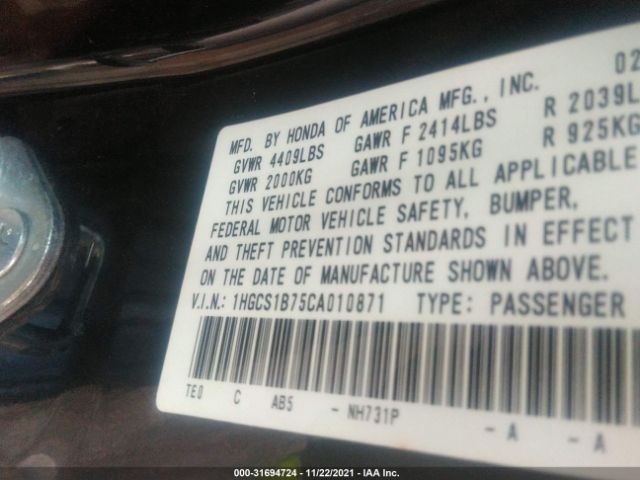 MFD. BY HONDA OF AMERICA MFG., INC. 02
GVWR 4409LBS GAWR F 2414LBS R 2039L
GVWR 2000KG GAWR F 1095KG R 925KG
THIS VEHICLE CONFORMS TO ALL APPLICABLE
FEDERAL MOTOR VEHICLE SAFETY, BUMPER,
AND THEFT PREVENTION STANDARDS IN EFFECT
ON THE DATE OF MANUFACTURE SHOWN ABOVE.
V.I.N.: 1HGCS1B75CA010871 TYPE: PASSENGER
TE0 C AB5 - NH731P - A - A
000-31694724 - 11/22/2021 - IAA Inc.